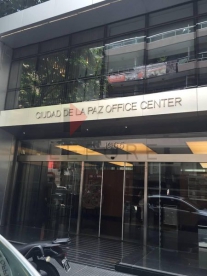 CIUDAD DE LA PAZ OFFICE CENTER